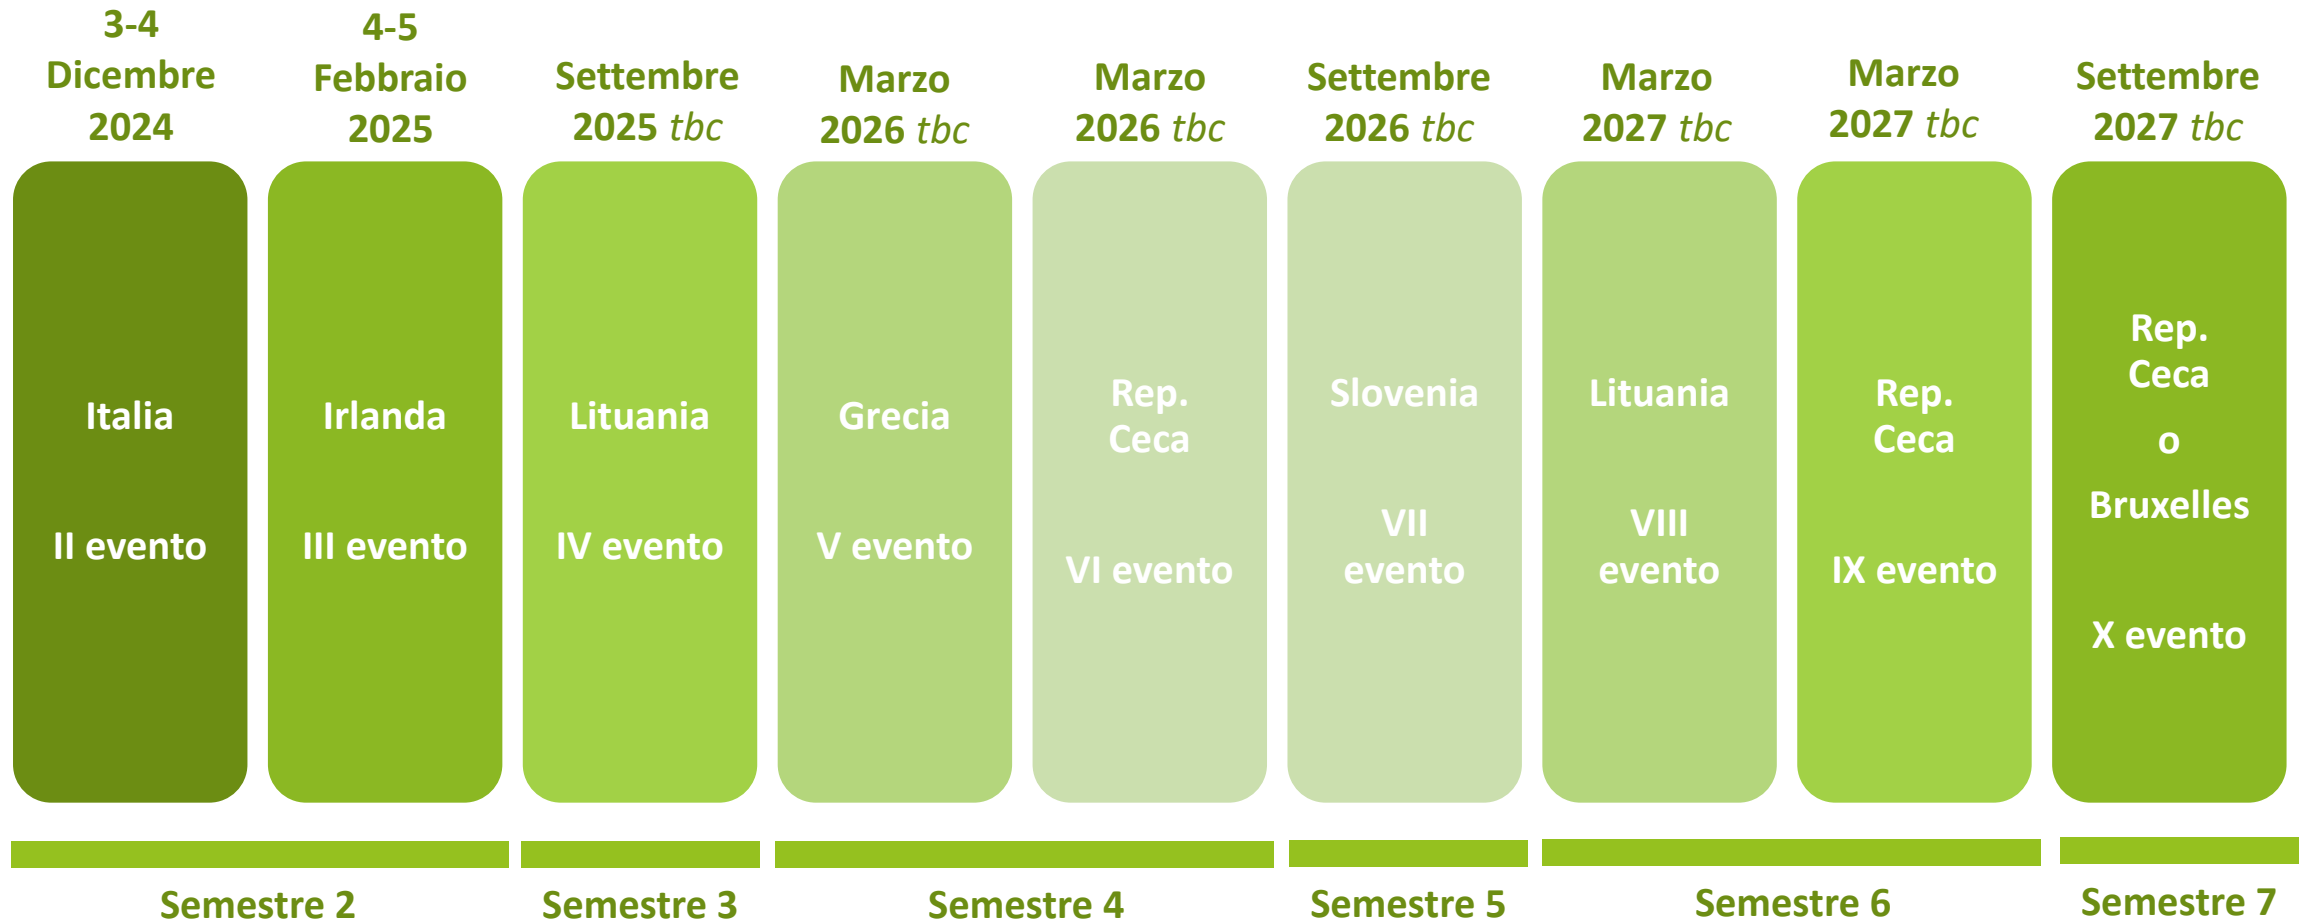 3-4
Dicembre
2024
4-5
Febbraio
2025
Settembre
2025 tbc
Marzo
2026 tbc
Marzo
2026 tbc
Settembre
2026 tbc
Marzo
2027 tbc
Marzo
2027 tbc
Settembre
2027 tbc
Italia
II evento
Irlanda
III evento
Lituania
IV evento
Grecia
V evento
Rep.
Ceca
VI evento
Slovenia
VII
evento
Lituania
VIII
evento
Rep.
Ceca
IX evento
Rep.
Ceca
o
Bruxelles
X evento
Semestre 2
Semestre 3
Semestre 4
Semestre 5
Semestre 6
Semestre 7